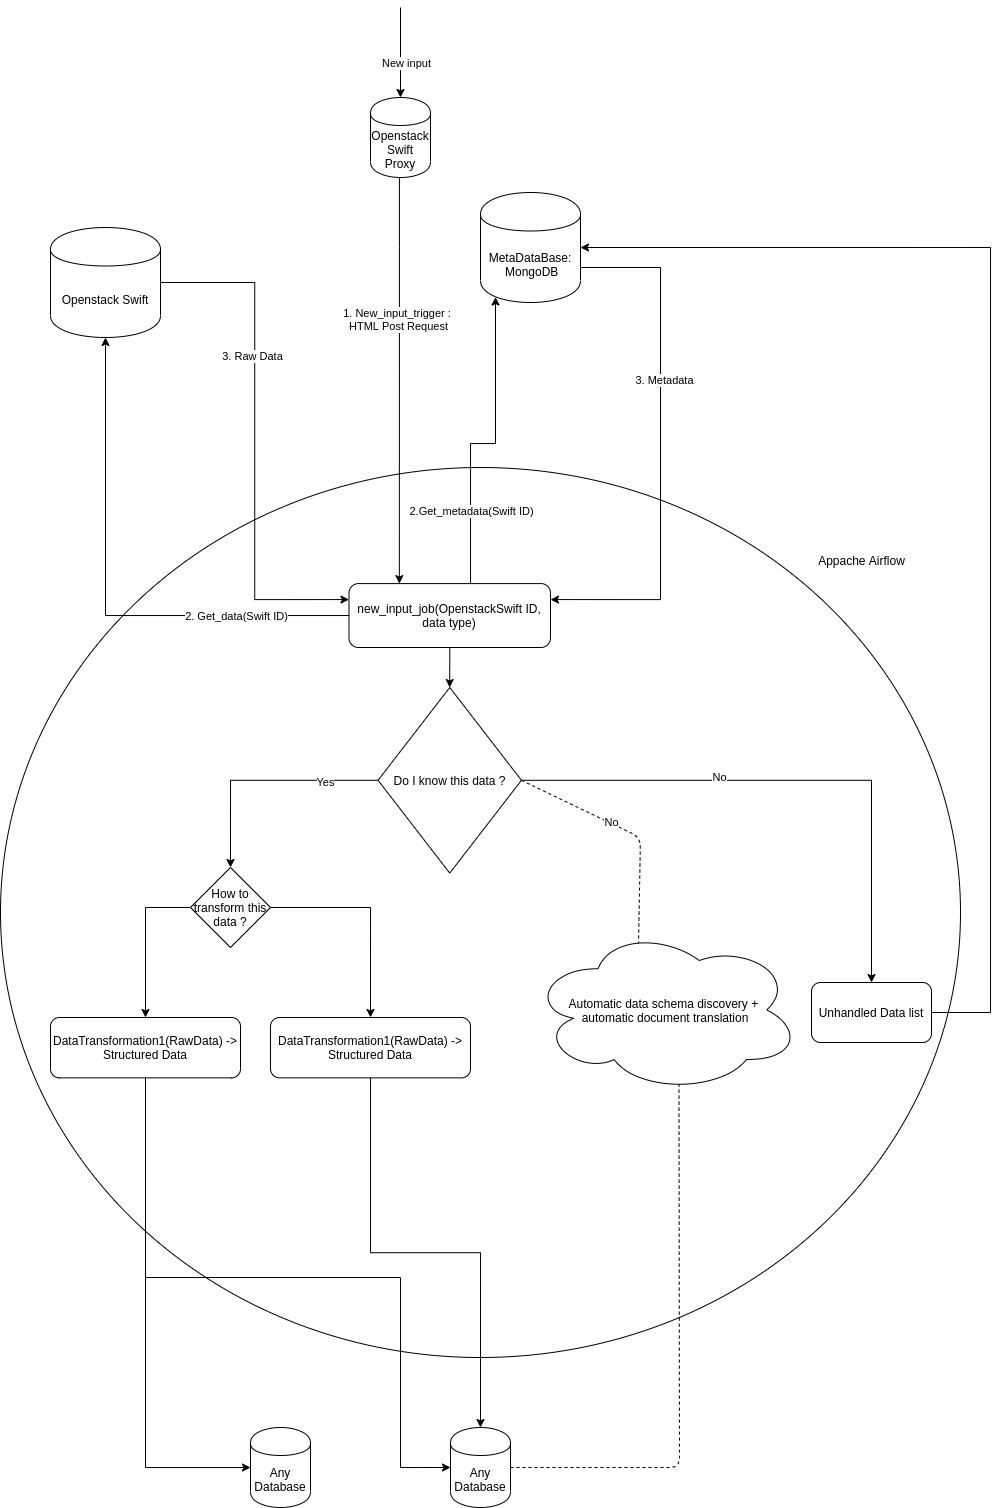 New input
Openstack
Swift
Proxy
MetaDataBase:
MongoDB
Openstack Swift
1. New_input_trigger :
HTML Post Request
3. Raw Data
3. Metadata
2.Get_metadata(Swift ID)
Appache Airflow
new_input_job(OpenstackSwift ID,
data type)
2. Get_data(Swift ID)
Do I know this data ?
Yes
No
No
How to
transform this
data ?
Automatic data schema discovery +
automatic document translation
Unhandled Data list
DataTransformation1(RawData) ->
Structured Data
DataTransformation1(RawData) ->
Structured Data
Any
Database
Any
Database